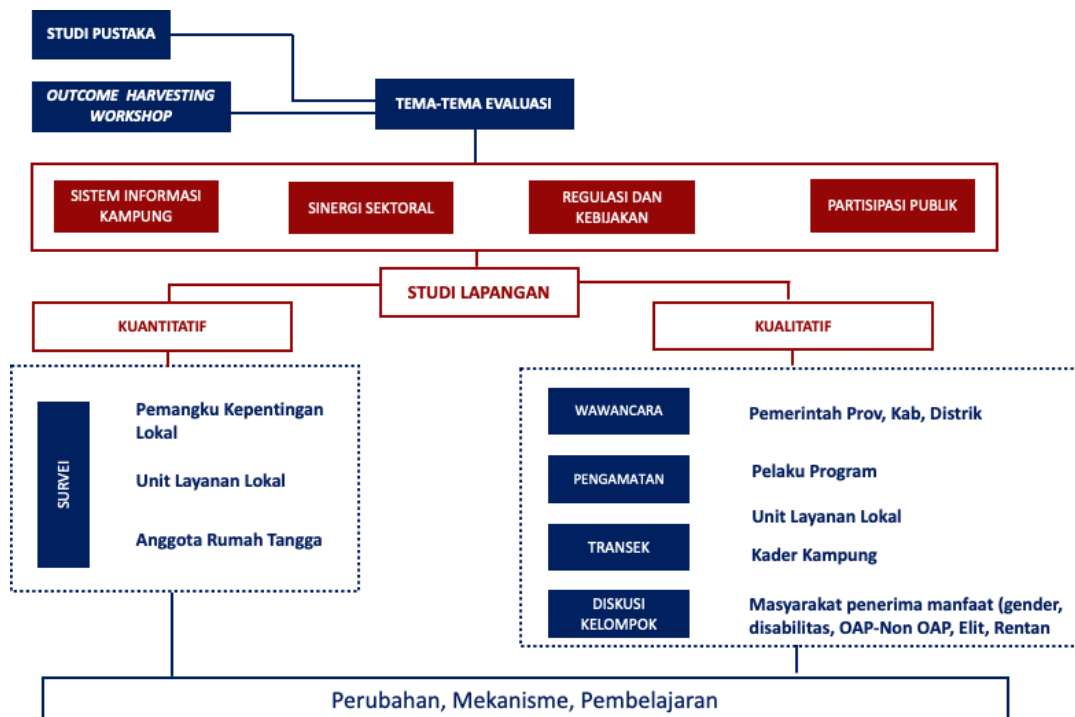 STUDI PUSTAKA
OUTCOME HARVESTING
WORKSHOP
TEMA-TEMA EVALUASI
SISTEM INFORMASI
KAMPUNG
SINERGI SEKTORAL
REGULASI DAN
KEBIJAKAN
PARTISIPASI PUBLIK
STUDI LAPANGAN
KUANTITATIF
KUALITATIF
SURVEI
Pemangku Kepentingan
Lokal
Unit Layanan Lokal
Anggota Rumah Tangga
WAWANCARA
Pemerintah Prov, Kab, Distrik
PENGAMATAN
Pelaku Program
Unit Layanan Lokal
TRANSEK
Kader Kampung
DISKUSI
KELOMPOK
Masyarakat penerima manfaat (gender,
disabilitas, OAP-Non OAP, Elit, Rentan
Perubahan, Mekanisme, Pembelajaran